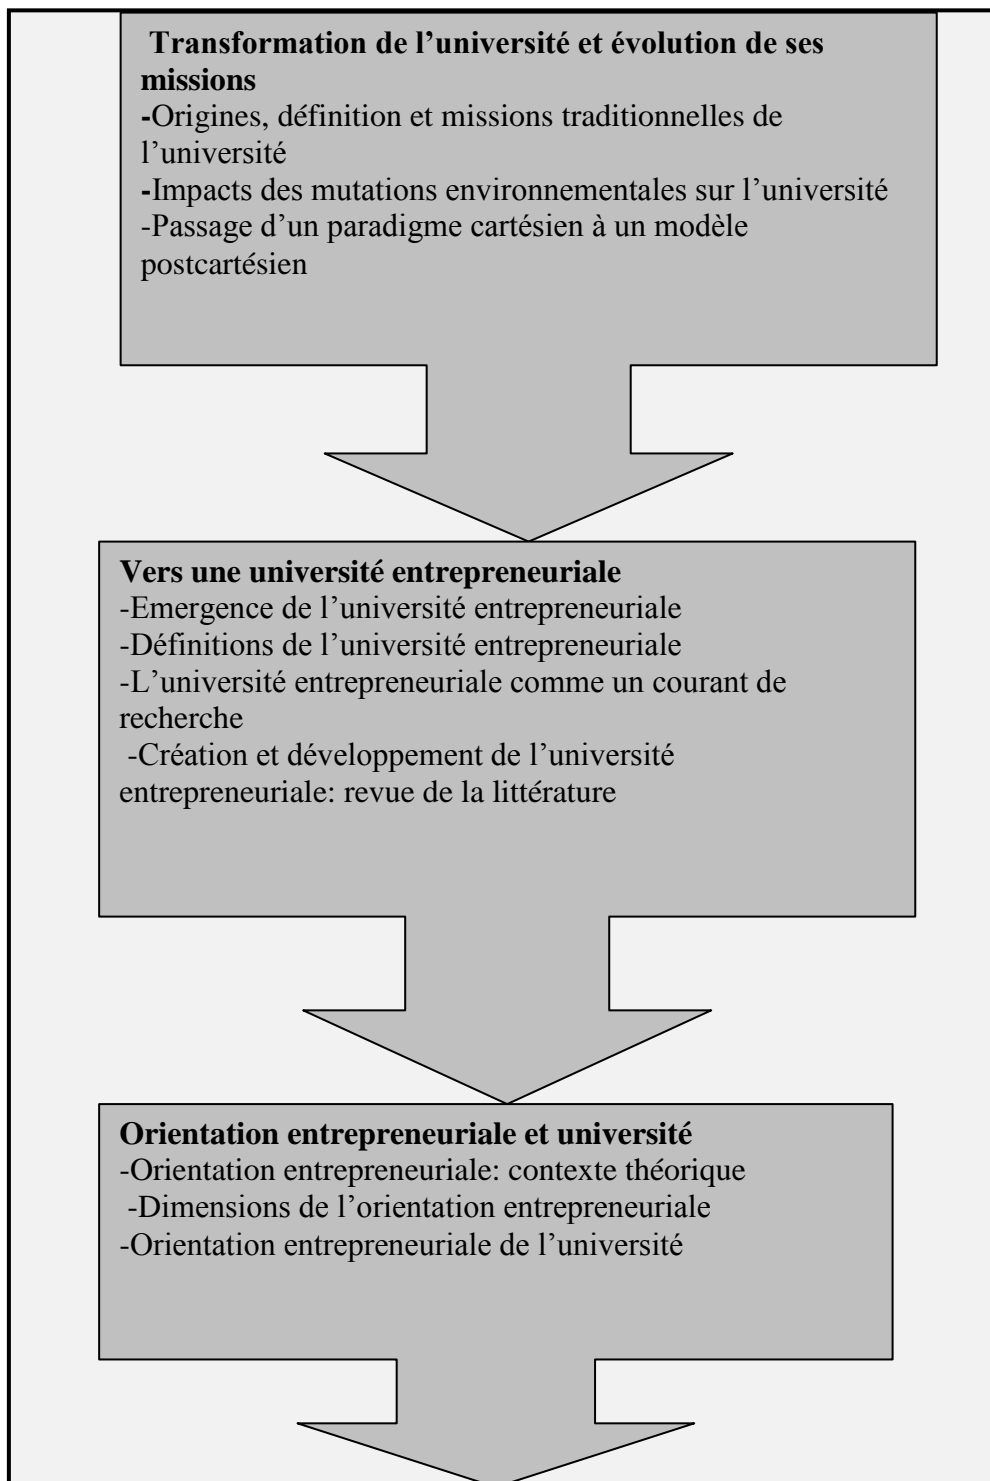 Transformation de l’université et évolution de ses
missions
-Origines, définition et missions traditionnelles de
l’université
-Impacts des mutations environnementales sur l’université
-Passage d’un paradigme cartésien à un modèle
postcartésien
Vers une université entrepreneuriale
-Emergence de l’université entrepreneuriale
-Définitions de l’université entrepreneuriale
-L’université entrepreneuriale comme un courant de
recherche
-Création et développement de l’université
entrepreneuriale: revue de la littérature
Orientation entrepreneuriale et université
-Orientation entrepreneuriale: contexte théorique
-Dimensions de l’orientation entrepreneuriale
-Orientation entrepreneuriale de l’université